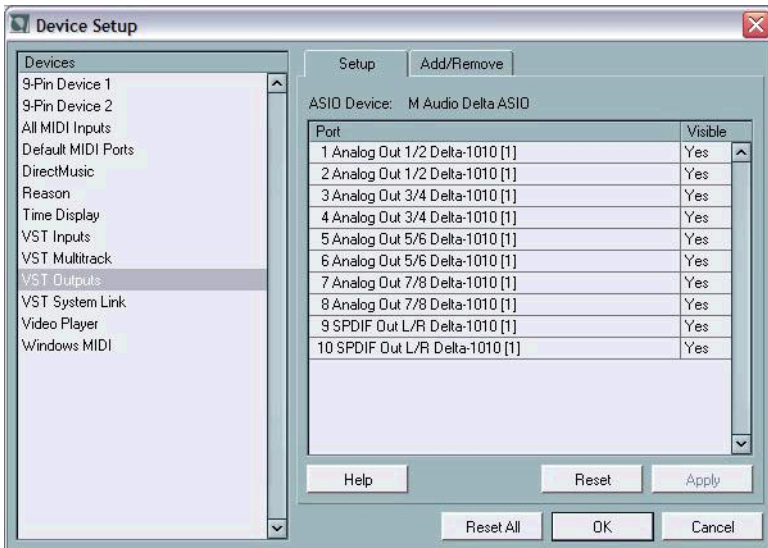 Device Setup
Devices
9-Pin Device 1
9-Pin Device 2
All MIDI Inputs
Default MIDI Ports
DirectMusic
Reason
Time Display
VST Inputs
VST Multitrack
VST Outputs
VST System Link
Video Player
Windows MIDI
Setup Add/Remove
ASIO Device: M Audio Delta ASIO
Port Visible
1 Analog Out 1/2 Delta-1010 [1] Yes
2 Analog Out 1/2 Delta-1010 [1] Yes
3 Analog Out 3/4 Delta-1010 [1] Yes
4 Analog Out 3/4 Delta-1010 [1] Yes
5 Analog Out 5/6 Delta-1010 [1] Yes
6 Analog Out 5/6 Delta-1010 [1] Yes
7 Analog Out 7/8 Delta-1010 [1] Yes
8 Analog Out 7/8 Delta-1010 [1] Yes
9 SPDIF Out L/R Delta-1010 [1] Yes
10 SPDIF Out L/R Delta-1010 [1] Yes
Help Reset Apply
Reset All OK Cancel